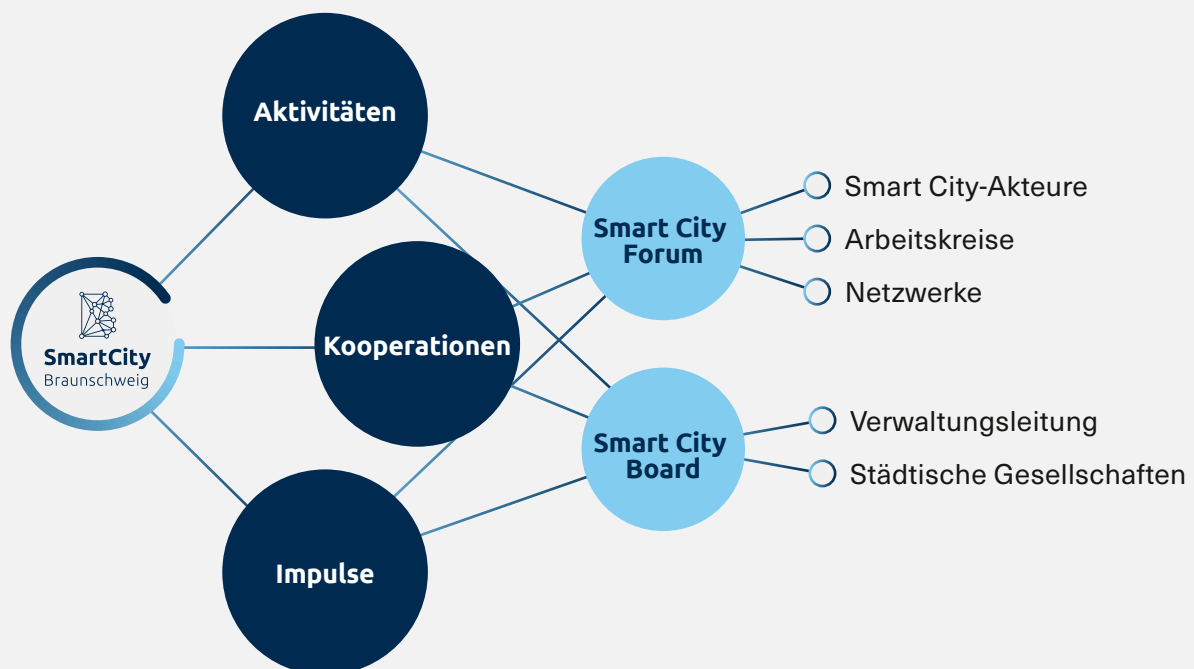 Aktivitäten
Smart City-Akteure
Smart City
Forum
Arbeitskreise
Netzwerke
SmartCity
Braunschweig
Kooperationen
Verwaltungsleitung
Smart City
Board
Städtische Gesellschaften
Impulse